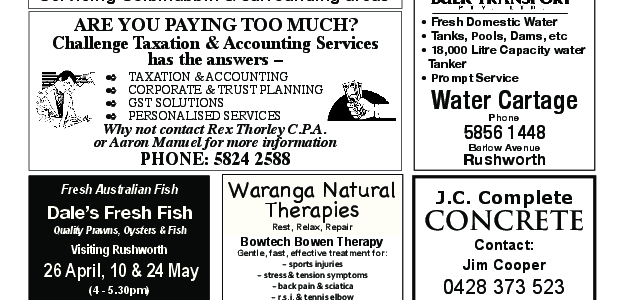 ARE YOU PAYING TOO MUCH?
Challenge Taxation & Accounting Services
has the answers –
TAXATION & ACCOUNTING
CORPORATE & TRUST PLANNING
GST SOLUTIONS
PERSONALISED SERVICES
Why not contact Rex Thorley C.P.A.
or Aaron Manuel for more information
PHONE: 5824 2588
BULK TRANSPORT
PTY. LTD.
• Fresh Domestic Water
• Tanks, Pools, Dams, etc
• 18,000 Litre Capacity water
Tanker
• Prompt Service
Water Cartage
Phone
5856 1448
Barlow Avenue
Rushworth
Fresh Australian Fish
Dale's Fresh Fish
Quality Prawns, Oysters & Fish
Visiting Rushworth
26 April, 10 & 24 May
(4 - 5.30pm)
Waranga Natural
Therapies
Rest, Relax, Repair
Bowtech Bowen Therapy
Gentle, fast, effective treatment for:
– sports injuries
– stress & tension symptoms
– back pain & sciatica
– r.s.i. & tennis elbow
J.C. Complete
CONCRETE
Contact:
Jim Cooper
0428 373 523